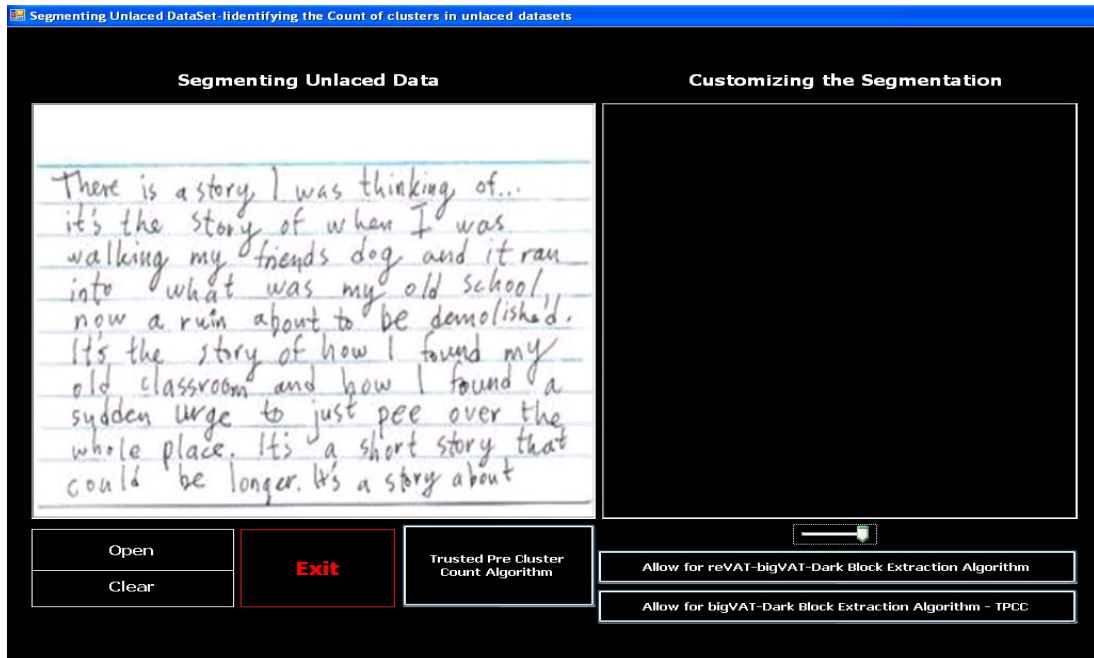 Segmenting Unlaced DataSet-Iidentifying the Count of clusters in unlaced datasets
Segmenting Unlaced Data
Customizing the Segmentation
There is a story I was thinking of...
it's the story of when I was
walking my friends dog and it ran
into what was my old school,
now a ruin about to be demolished.
It's the story of how I found my
old classroom and how I found a
sudden urge to just pee over the
whole place. It's a short story that
could be longer. It's a story about
Open
Clear
Exit
Trusted Pre Cluster
Count Algorithm
Allow for reVAT-bigVAT-Dark Block Extraction Algorithm
Allow for bigVAT-Dark Block Extraction Algorithm - TPCC